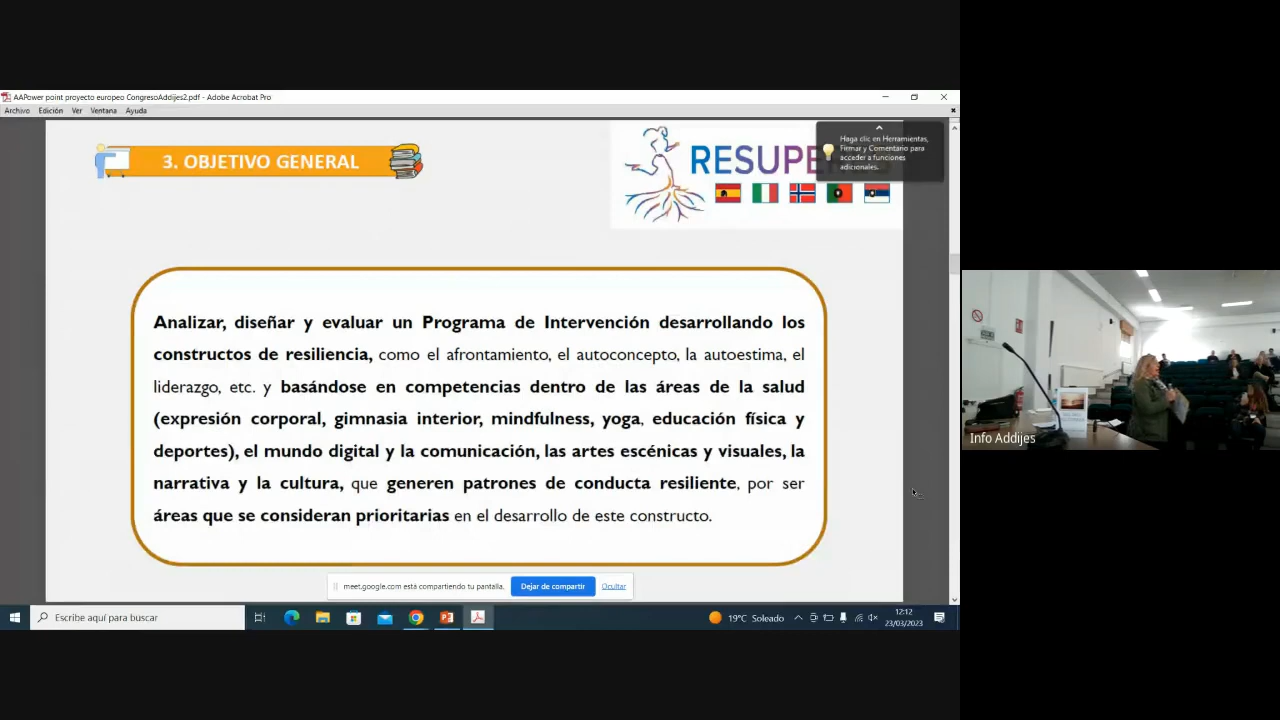 AAPower point proyecto europeo CongresoAddijes2.pdf - Adobe Acrobat Pro
Archivo Edición Ver Ventana Ayuda
3. OBJETIVO GENERAL
RESUPE
Haga clic en Herramientas,
Firmar y Comentario para
acceder a funciones
adicionales.
Analizar, diseñar y evaluar un Programa de Intervención desarrollando los
constructos de resiliencia, como el afrontamiento, el autoconcepto, la autoestima, el
liderazgo, etc. y basándose en competencias dentro de las áreas de la salud
(expresión corporal, gimnasia interior, mindfulness, yoga, educación física y
deportes), el mundo digital y la comunicación, las artes escénicas y visuales, la
narrativa y la cultura, que generen patrones de conducta resiliente, por ser
áreas que se consideran prioritarias en el desarrollo de este constructo.
meet.google.com está compartiendo tu pantalla.
Dejar de compartir
Ocultar
Escribe aquí para buscar
19°C Soleado
12:12
23/03/2023
Info Addijes